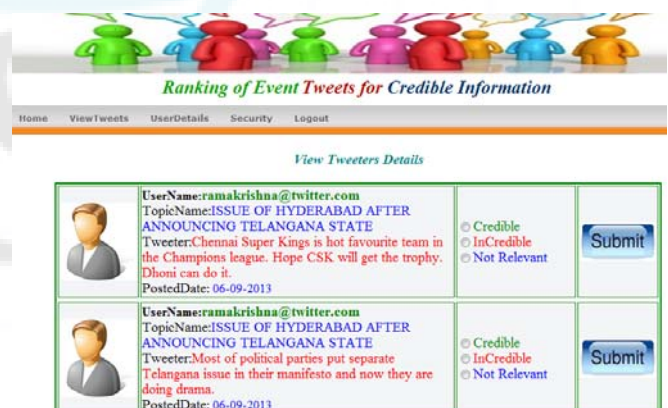 Ranking of Event Tweets for Credible Information
Home ViewTweets UserDetails Security Logout
View Tweeters Details
UserName:ramakrishna@twitter.com
TopicName:ISSUE OF HYDERABAD AFTER
ANNOUNCING TELANGANA STATE
Tweeter:Chennai Super Kings is hot favourite team in
the Champions league. Hope CSK will get the trophy.
Dhoni can do it.
PostedDate: 06-09-2013
Credible
InCredible
Not Relevant
Submit
UserName:ramakrishna@twitter.com
TopicName:ISSUE OF HYDERABAD AFTER
ANNOUNCING TELANGANA STATE
Tweeter:Most of political parties put separate
Telangana issue in their manifesto and now they are
doing drama.
PostedDate: 06-09-2013
Credible
InCredible
Not Relevant
Submit